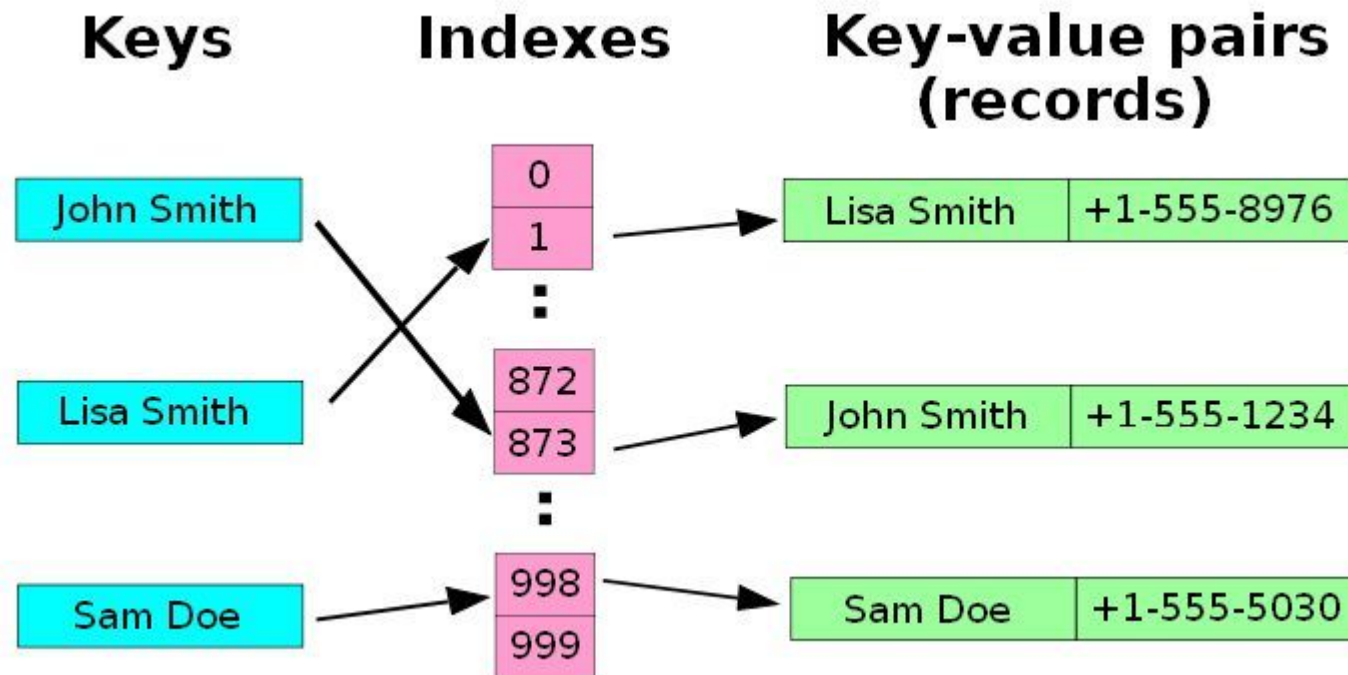 Keys
Indexes
Key-value pairs
(records)
John Smith
Lisa Smith
Sam Doe
0
1
:
872
873
:
998
999
Lisa Smith +1-555-8976
John Smith +1-555-1234
Sam Doe +1-555-5030